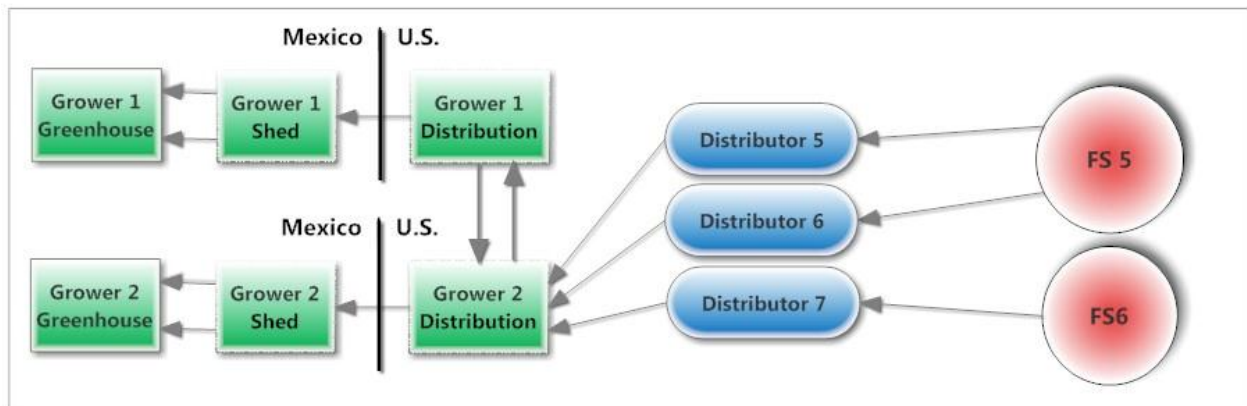 Mexico U.S.
Grower 1
Greenhouse
Grower 1
Shed
Grower 1
Distribution
Distributor 5
FS 5
Distributor 6
Mexico U.S.
Grower 2
Greenhouse
Grower 2
Shed
Grower 2
Distribution
Distributor 7
FS6